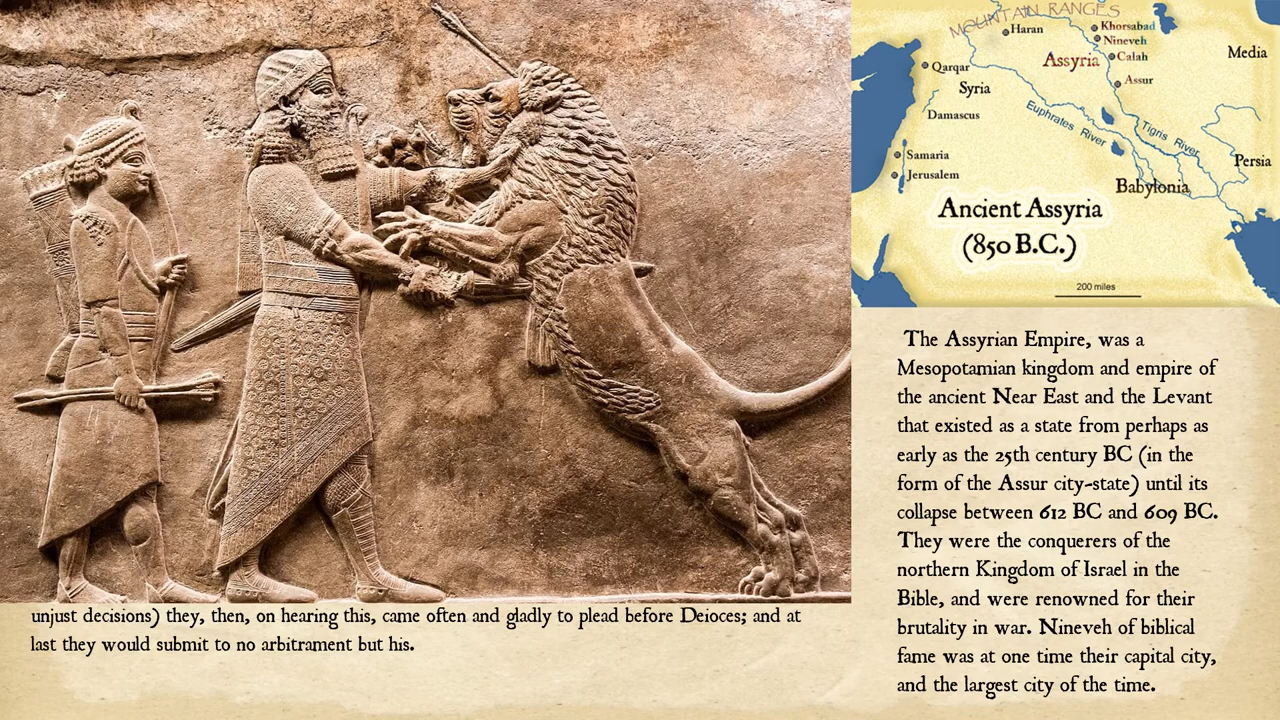 MOUNTAIN RANGES
Haran
Khorsabad
Nineveh
Assyria
Calah
Media
Qarqar
Syria
Assur
Damascus
Euphrates River
Tigris River
Samaria
Jerusalem
Persia
Babylonia
Ancient Assyria
(850 B.C.)
200 miles
The Assyrian Empire, was a
Mesopotamian kingdom and empire of
the ancient Near East and the Levant
that existed as a state from perhaps as
early as the 25th century BC (in the
form of the Assur city-state) until its
collapse between 612 BC and 609 BC.
They were the conquerers of the
northern Kingdom of Israel in the
Bible, and were renowned for their
brutality in war. Nineveh of biblical
fame was at one time their capital city,
and the largest city of the time.
unjust decisions) they, then, on hearing this, came often and gladly to plead before Deioces; and at
last they would submit to no arbitrament but his.